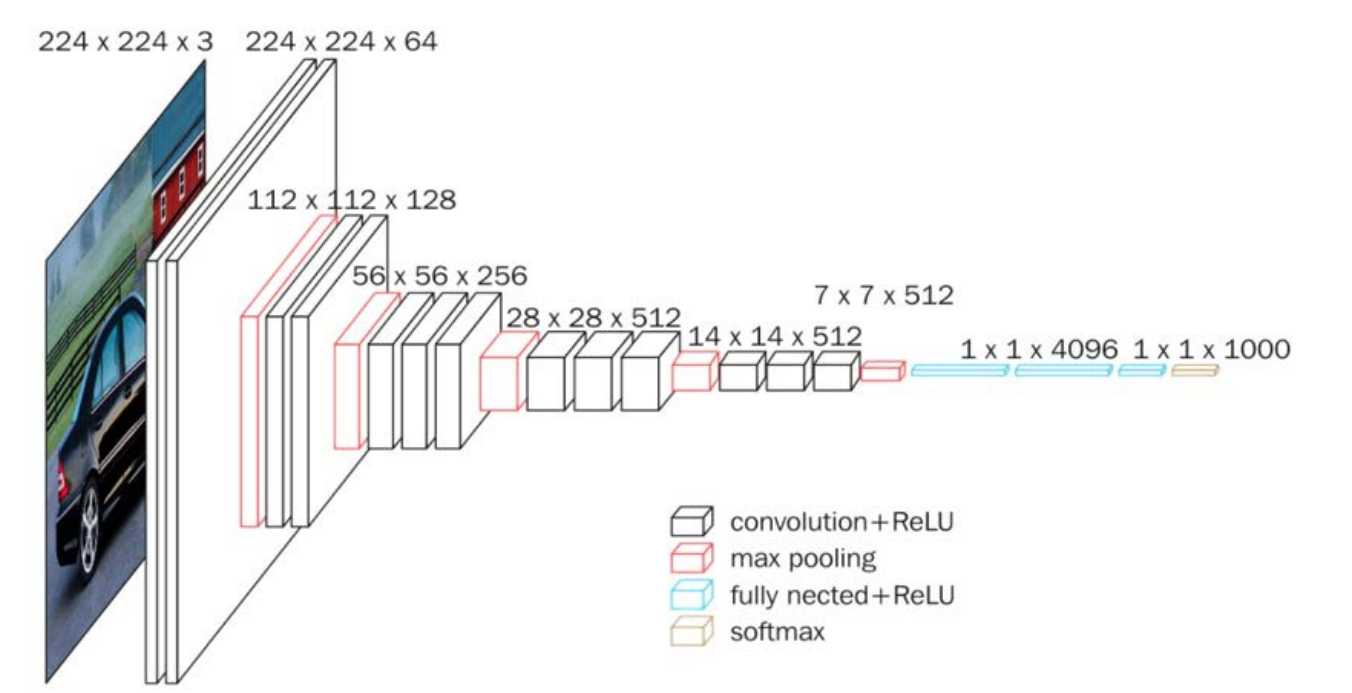 224 x 224 x 3
224 x 224 x 64
112 x 112 x 128
56 x 56 x 256
28 x 28 x 512
14 x 14 x 512
7 x 7 x 512
1 x 1 x 4096
1 x 1 x 1000
convolution+ReLU
max pooling
fully nected+ReLU
softmax